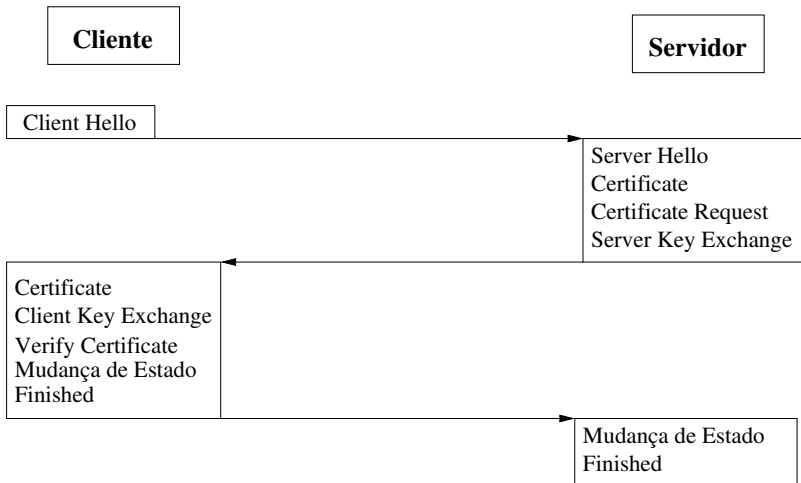 Cliente
Servidor
Client Hello
Server Hello
Certificate
Certificate Request
Server Key Exchange
Certificate
Client Key Exchange
Verify Certificate
Mudança de Estado
Finished
Mudança de Estado
Finished